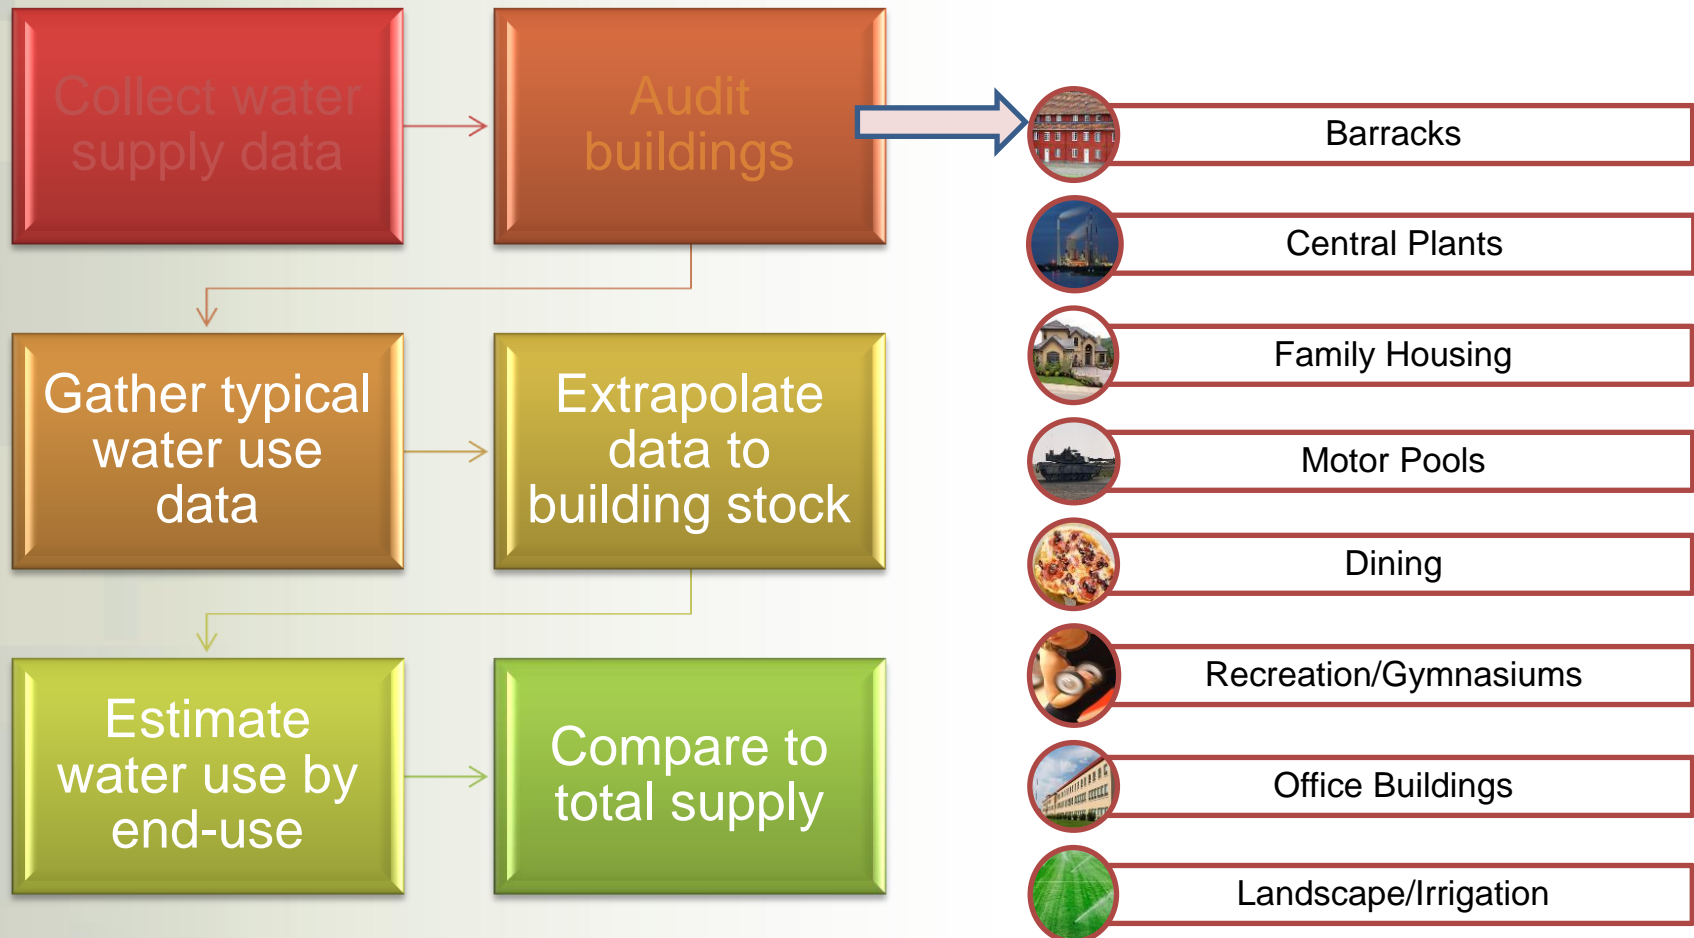 Collect water
supply data
Audit
buildings
Gather typical
water use
data
Extrapolate
data to
building stock
Estimate
water use by
end-use
Compare to
total supply
Barracks
Central Plants
Family Housing
Motor Pools
Dining
Recreation/Gymnasiums
Office Buildings
Landscape/Irrigation